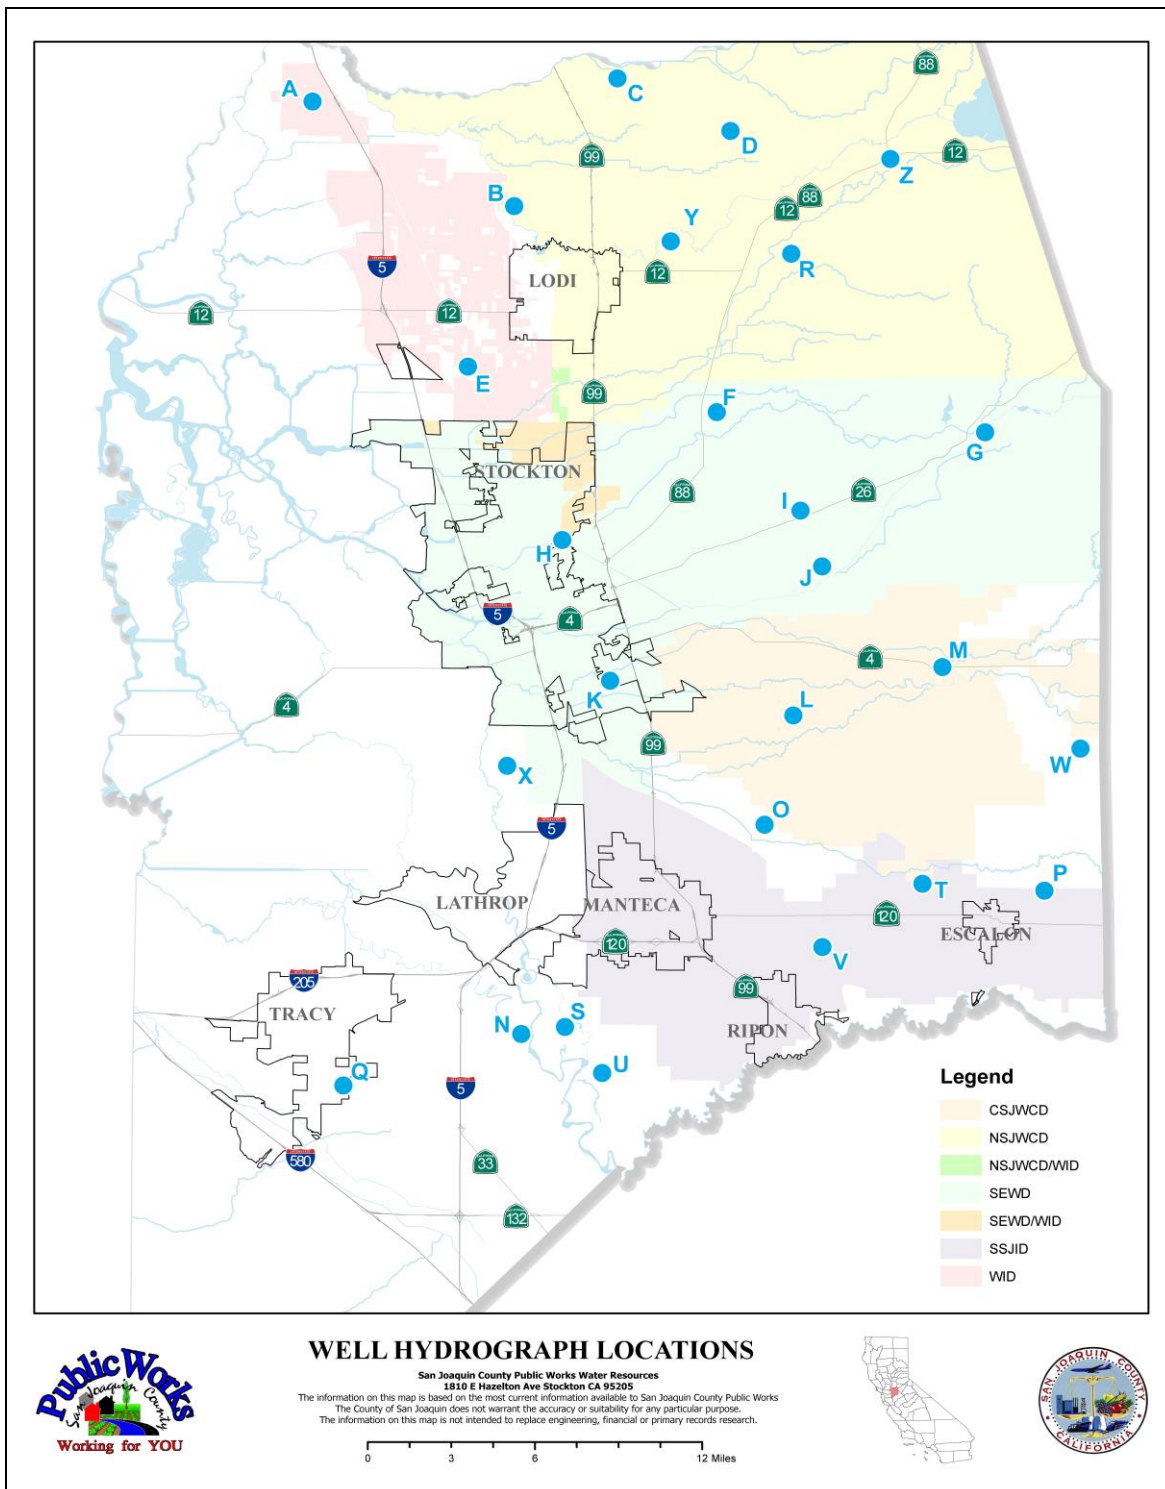 88
A
C
D
99
12
Z
B
88
12
Y
R
5
12
LODI
12
12
E
99
F
G
STOCKTON
88
26
I
H
J
5
4
4
M
K
L
4
99
W
X
O
5
T
P
LATHROP
MANTECA
120
ESCALON
120
V
205
99
TRACY
N
S
RIPON
Q
5
U
580
33
132
Legend
CSJWCD
NSJWCD
NSJWCD/WID
SEWD
SEWD/WID
SSJID
WID
WELL HYDROGRAPH LOCATIONS
San Joaquin County Public Works Water Resources
1810 E Hazelton Ave Stockton CA 95205
The information on this map is based on the most current information available to San Joaquin County Public Works
The County of San Joaquin does not warrant the accuracy or suitability for any particular purpose.
The information on this map is not intended to replace engineering, financial or primary records research.
0 3 6 12 Miles
Public Works
San Joaquin County
Working for YOU
SAN JOAQUIN COUNTY
CALIFORNIA